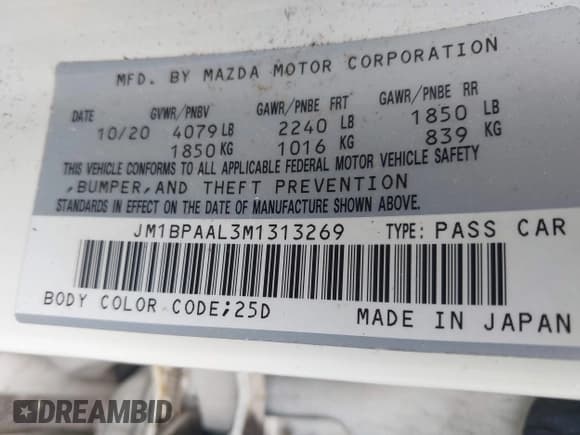 MFD. BY MAZDA MOTOR CORPORATION
DATE GVWR/PNBV GAWR/PNBE FRT GAWR/PNBE RR
10/20 4079 LB 2240 LB 1850 LB
1850 KG 1016 KG 839 KG
THIS VEHICLE CONFORMS TO ALL APPLICABLE FEDERAL MOTOR VEHICLE SAFETY
,BUMPER,AND THEFT PREVENTION
STANDARDS IN EFFECT ON THE DATE OF MANUFACTURE SHOWN ABOVE.
JM1BPAAL3M1313269 TYPE: PASS CAR
BODY COLOR CODE;25D MADE IN JAPAN
DREAMBID